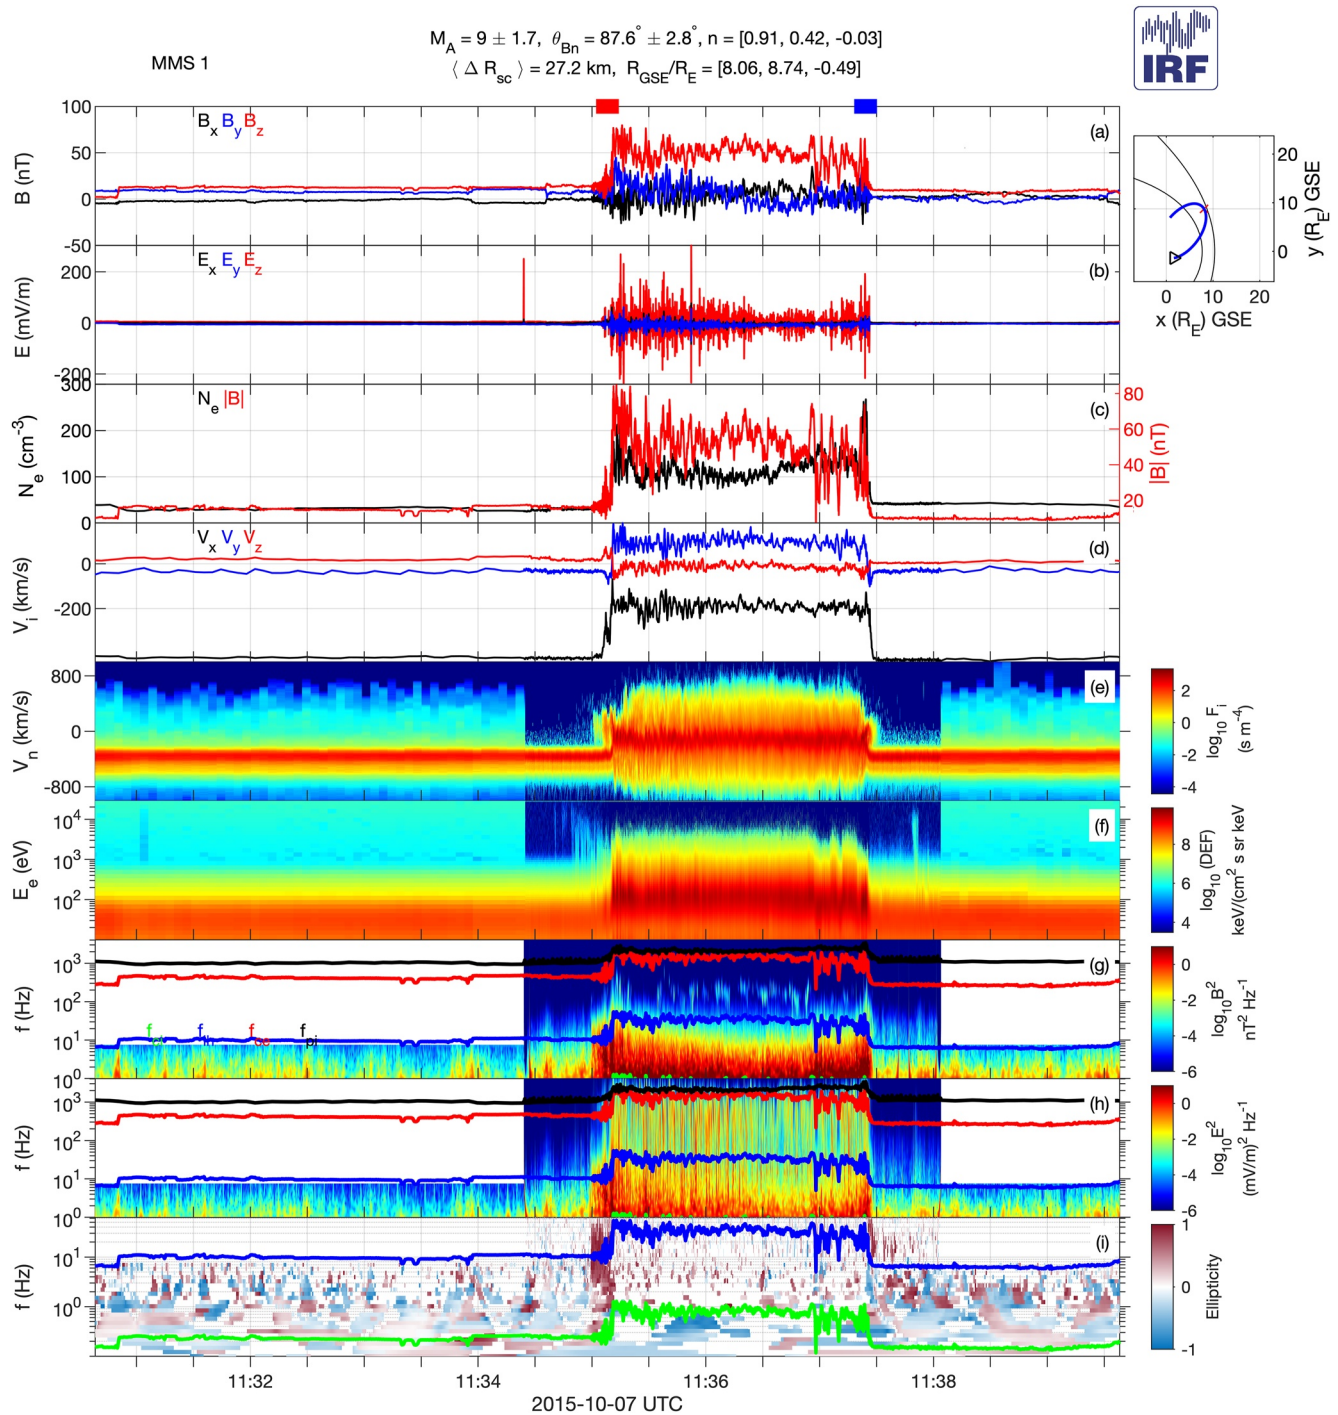 MMS 1
M_A = 9 ± 1.7, θ_Bn = 87.6° ± 2.8°, n = [0.91, 0.42, -0.03]
⟨ Δ R_sc ⟩ = 27.2 km, R_GSE/R_E = [8.06, 8.74, -0.49]
IRF
100
50
0
-50
B (nT)
B_x B_y B_z
(a)
20
10
0
y (R_E) GSE
0 10 20
x (R_E) GSE
200
0
-200
E (mV/m)
E_x E_y E_z
(b)
300
200
100
0
N_e (cm^-3)
N_e |B|
(c)
80
60
40
20
|B| (nT)
0
-200
V_i (km/s)
V_x V_y V_z
(d)
800
0
-800
V_n (km/s)
(e)
2
0
-2
-4
log_10 F_i
(s m^-4)
10^4
10^3
10^2
E_e (eV)
(f)
8
6
4
log_10 (DEF)
keV/(cm^2 s sr keV)
10^3
10^2
10^1
10^0
f (Hz)
f_ci f_lh f_ce f_pi
(g)
0
-2
-4
-6
log_10 B^2
nT^2 Hz^-1
10^3
10^2
10^1
10^0
f (Hz)
(h)
0
-2
-4
-6
log_10 E^2
(mV/m)^2 Hz^-1
10^1
10^0
f (Hz)
(i)
1
0
-1
Ellipticity
11:32 11:34 11:36 11:38
2015-10-07 UTC